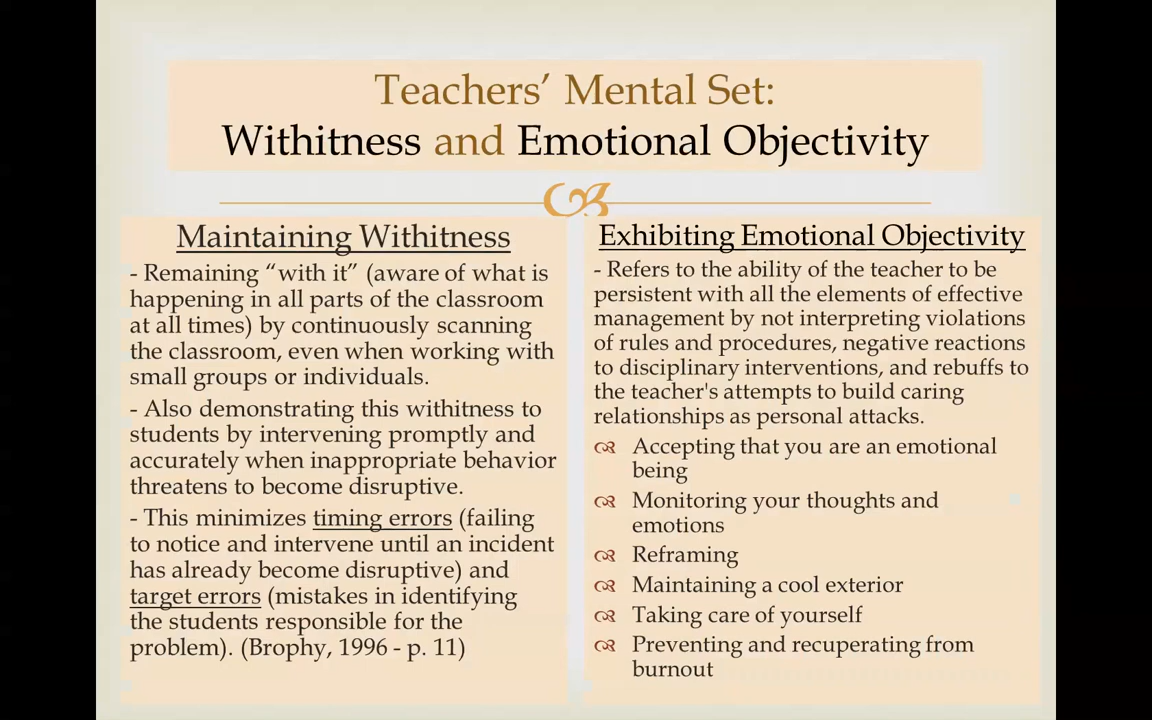 Teachers’ Mental Set:
Withitness and Emotional Objectivity
Maintaining Withitness
- Remaining “with it” (aware of what is
happening in all parts of the classroom
at all times) by continuously scanning
the classroom, even when working with
small groups or individuals.
- Also demonstrating this withitness to
students by intervening promptly and
accurately when inappropriate behavior
threatens to become disruptive.
- This minimizes timing errors (failing
to notice and intervene until an incident
has already become disruptive) and
target errors (mistakes in identifying
the students responsible for the
problem). (Brophy, 1996 - p. 11)
Exhibiting Emotional Objectivity
- Refers to the ability of the teacher to be
persistent with all the elements of effective
management by not interpreting violations
of rules and procedures, negative reactions
to disciplinary interventions, and rebuffs to
the teacher's attempts to build caring
relationships as personal attacks.
Accepting that you are an emotional
being
Monitoring your thoughts and
emotions
Reframing
Maintaining a cool exterior
Taking care of yourself
Preventing and recuperating from
burnout